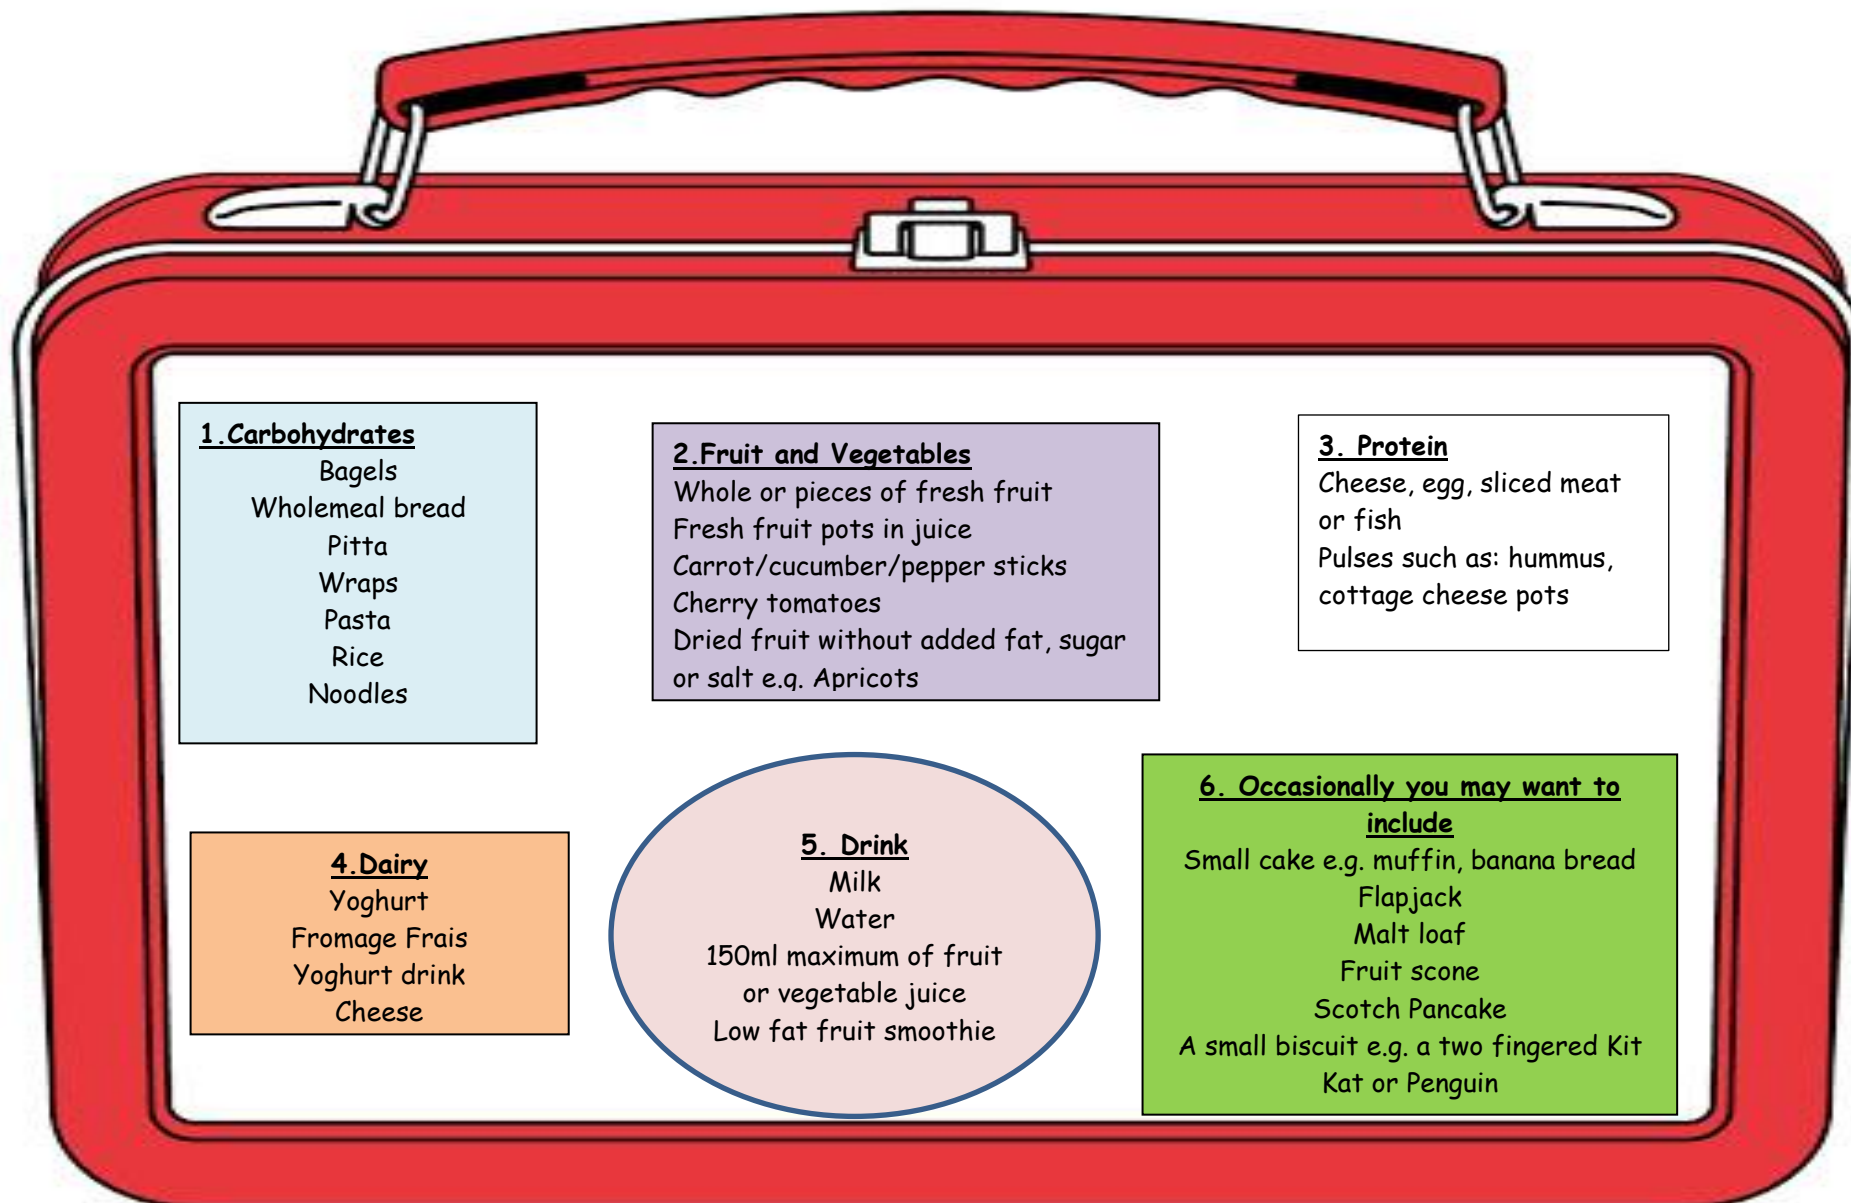 1.Carbohydrates
Bagels
Wholemeal bread
Pitta
Wraps
Pasta
Rice
Noodles
2.Fruit and Vegetables
Whole or pieces of fresh fruit
Fresh fruit pots in juice
Carrot/cucumber/pepper sticks
Cherry tomatoes
Dried fruit without added fat, sugar
or salt e.g. Apricots
3. Protein
Cheese, egg, sliced meat
or fish
Pulses such as: hummus,
cottage cheese pots
4.Dairy
Yoghurt
Fromage Frais
Yoghurt drink
Cheese
5. Drink
Milk
Water
150ml maximum of fruit
or vegetable juice
Low fat fruit smoothie
6. Occasionally you may want to
include
Small cake e.g. muffin, banana bread
Flapjack
Malt loaf
Fruit scone
Scotch Pancake
A small biscuit e.g. a two fingered Kit
Kat or Penguin